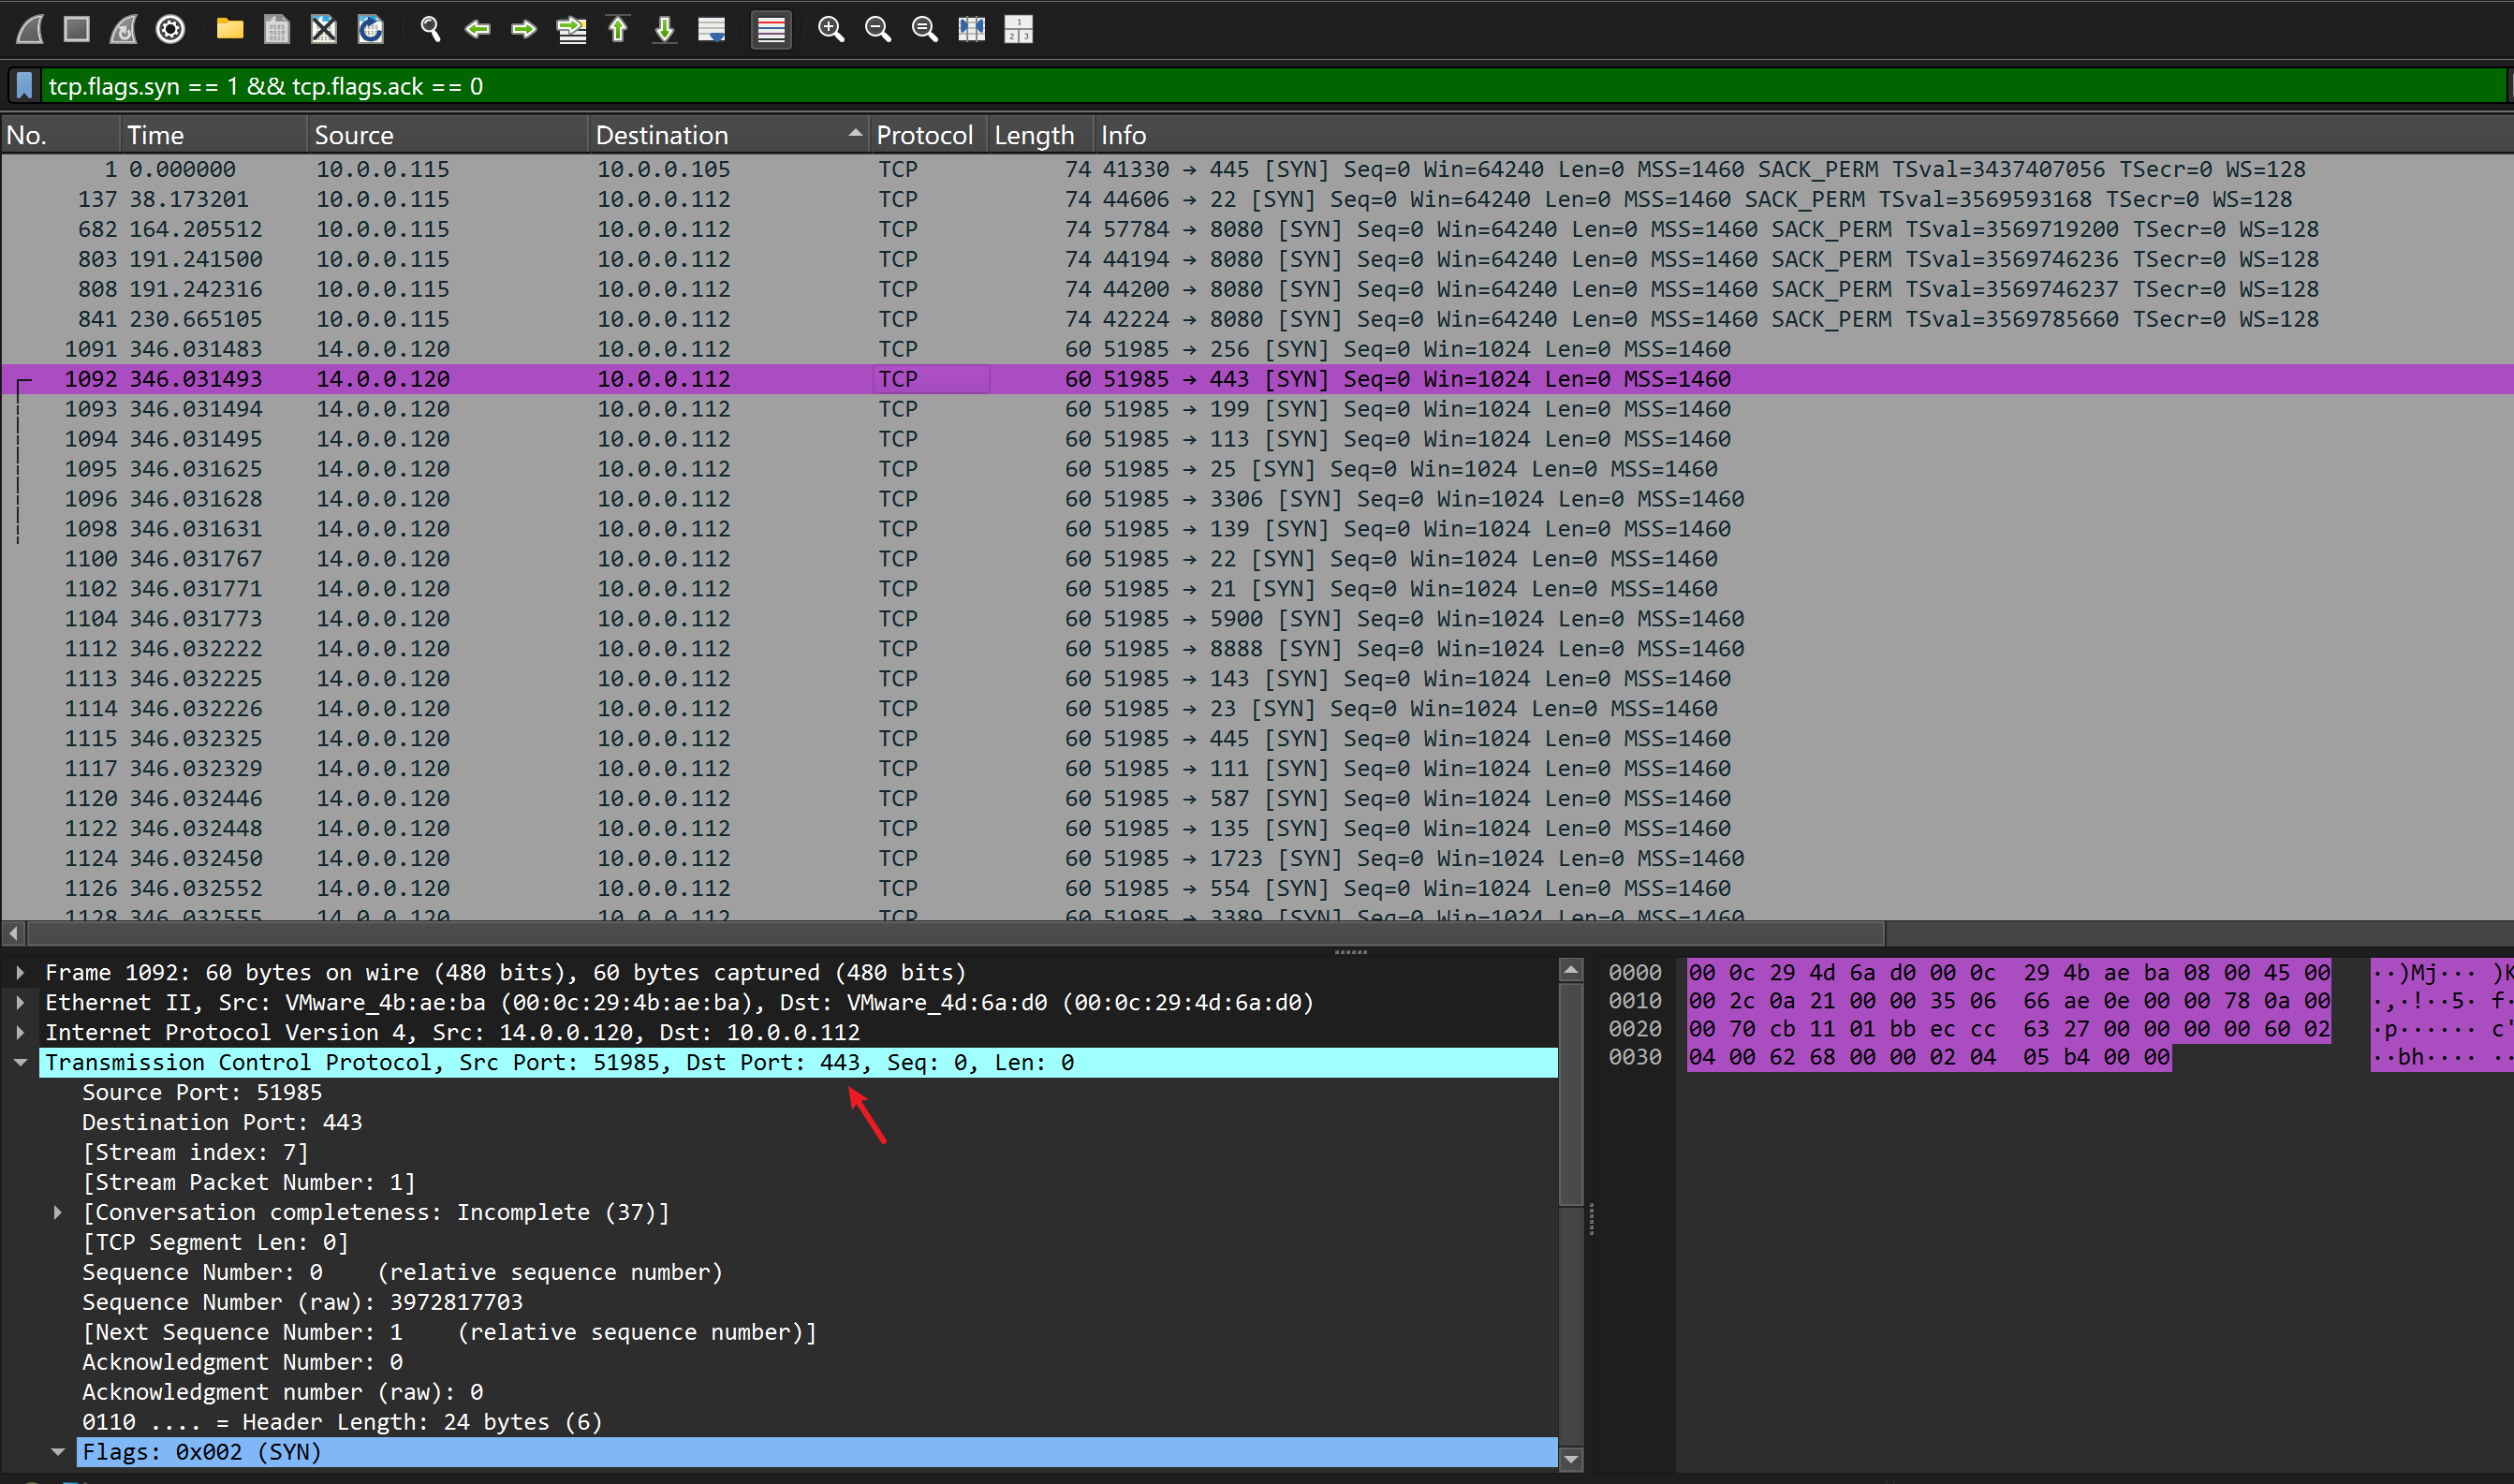 tcp.flags.syn == 1 && tcp.flags.ack == 0
No. Time Source Destination Protocol Length Info
1 0.000000 10.0.0.115 10.0.0.105 TCP 74 41330 → 445 [SYN] Seq=0 Win=64240 Len=0 MSS=1460 SACK_PERM TSval=3437407056 TSecr=0 WS=128
137 38.173201 10.0.0.115 10.0.0.112 TCP 74 44606 → 22 [SYN] Seq=0 Win=64240 Len=0 MSS=1460 SACK_PERM TSval=3569593168 TSecr=0 WS=128
682 164.205512 10.0.0.115 10.0.0.112 TCP 74 57784 → 8080 [SYN] Seq=0 Win=64240 Len=0 MSS=1460 SACK_PERM TSval=3569719200 TSecr=0 WS=128
803 191.241500 10.0.0.115 10.0.0.112 TCP 74 44194 → 8080 [SYN] Seq=0 Win=64240 Len=0 MSS=1460 SACK_PERM TSval=3569746236 TSecr=0 WS=128
808 191.242316 10.0.0.115 10.0.0.112 TCP 74 44200 → 8080 [SYN] Seq=0 Win=64240 Len=0 MSS=1460 SACK_PERM TSval=3569746237 TSecr=0 WS=128
841 230.665105 10.0.0.115 10.0.0.112 TCP 74 42224 → 8080 [SYN] Seq=0 Win=64240 Len=0 MSS=1460 SACK_PERM TSval=3569785660 TSecr=0 WS=128
1091 346.031483 14.0.0.120 10.0.0.112 TCP 60 51985 → 256 [SYN] Seq=0 Win=1024 Len=0 MSS=1460
1092 346.031493 14.0.0.120 10.0.0.112 TCP 60 51985 → 443 [SYN] Seq=0 Win=1024 Len=0 MSS=1460
1093 346.031494 14.0.0.120 10.0.0.112 TCP 60 51985 → 199 [SYN] Seq=0 Win=1024 Len=0 MSS=1460
1094 346.031495 14.0.0.120 10.0.0.112 TCP 60 51985 → 113 [SYN] Seq=0 Win=1024 Len=0 MSS=1460
1095 346.031625 14.0.0.120 10.0.0.112 TCP 60 51985 → 25 [SYN] Seq=0 Win=1024 Len=0 MSS=1460
1096 346.031628 14.0.0.120 10.0.0.112 TCP 60 51985 → 3306 [SYN] Seq=0 Win=1024 Len=0 MSS=1460
1098 346.031631 14.0.0.120 10.0.0.112 TCP 60 51985 → 139 [SYN] Seq=0 Win=1024 Len=0 MSS=1460
1100 346.031767 14.0.0.120 10.0.0.112 TCP 60 51985 → 22 [SYN] Seq=0 Win=1024 Len=0 MSS=1460
1102 346.031771 14.0.0.120 10.0.0.112 TCP 60 51985 → 21 [SYN] Seq=0 Win=1024 Len=0 MSS=1460
1104 346.031773 14.0.0.120 10.0.0.112 TCP 60 51985 → 5900 [SYN] Seq=0 Win=1024 Len=0 MSS=1460
1112 346.032222 14.0.0.120 10.0.0.112 TCP 60 51985 → 8888 [SYN] Seq=0 Win=1024 Len=0 MSS=1460
1113 346.032225 14.0.0.120 10.0.0.112 TCP 60 51985 → 143 [SYN] Seq=0 Win=1024 Len=0 MSS=1460
1114 346.032226 14.0.0.120 10.0.0.112 TCP 60 51985 → 23 [SYN] Seq=0 Win=1024 Len=0 MSS=1460
1115 346.032325 14.0.0.120 10.0.0.112 TCP 60 51985 → 445 [SYN] Seq=0 Win=1024 Len=0 MSS=1460
1117 346.032329 14.0.0.120 10.0.0.112 TCP 60 51985 → 111 [SYN] Seq=0 Win=1024 Len=0 MSS=1460
1120 346.032446 14.0.0.120 10.0.0.112 TCP 60 51985 → 587 [SYN] Seq=0 Win=1024 Len=0 MSS=1460
1122 346.032448 14.0.0.120 10.0.0.112 TCP 60 51985 → 135 [SYN] Seq=0 Win=1024 Len=0 MSS=1460
1124 346.032450 14.0.0.120 10.0.0.112 TCP 60 51985 → 1723 [SYN] Seq=0 Win=1024 Len=0 MSS=1460
1126 346.032552 14.0.0.120 10.0.0.112 TCP 60 51985 → 554 [SYN] Seq=0 Win=1024 Len=0 MSS=1460
1128 346.032555 14.0.0.120 10.0.0.112 TCP 60 51985 → 3389 [SYN] Seq=0 Win=1024 Len=0 MSS=1460
Frame 1092: 60 bytes on wire (480 bits), 60 bytes captured (480 bits)
Ethernet II, Src: VMware_4b:ae:ba (00:0c:29:4b:ae:ba), Dst: VMware_4d:6a:d0 (00:0c:29:4d:6a:d0)
Internet Protocol Version 4, Src: 14.0.0.120, Dst: 10.0.0.112
Transmission Control Protocol, Src Port: 51985, Dst Port: 443, Seq: 0, Len: 0
Source Port: 51985
Destination Port: 443
[Stream index: 7]
[Stream Packet Number: 1]
[Conversation completeness: Incomplete (37)]
[TCP Segment Len: 0]
Sequence Number: 0    (relative sequence number)
Sequence Number (raw): 3972817703
[Next Sequence Number: 1    (relative sequence number)]
Acknowledgment Number: 0
Acknowledgment number (raw): 0
0110 .... = Header Length: 24 bytes (6)
Flags: 0x002 (SYN)
0000 00 0c 29 4d 6a d0 00 0c 29 4b ae ba 08 00 45 00 ··)Mj··· )K
0010 00 2c 0a 21 00 00 35 06 66 ae 0e 00 00 78 0a 00 ·,·!··5· f·
0020 00 70 cb 11 01 bb ec cc 63 27 00 00 00 00 60 02 ·p······ c'
0030 04 00 62 68 00 00 02 04 05 b4 00 00 ··bh···· ··